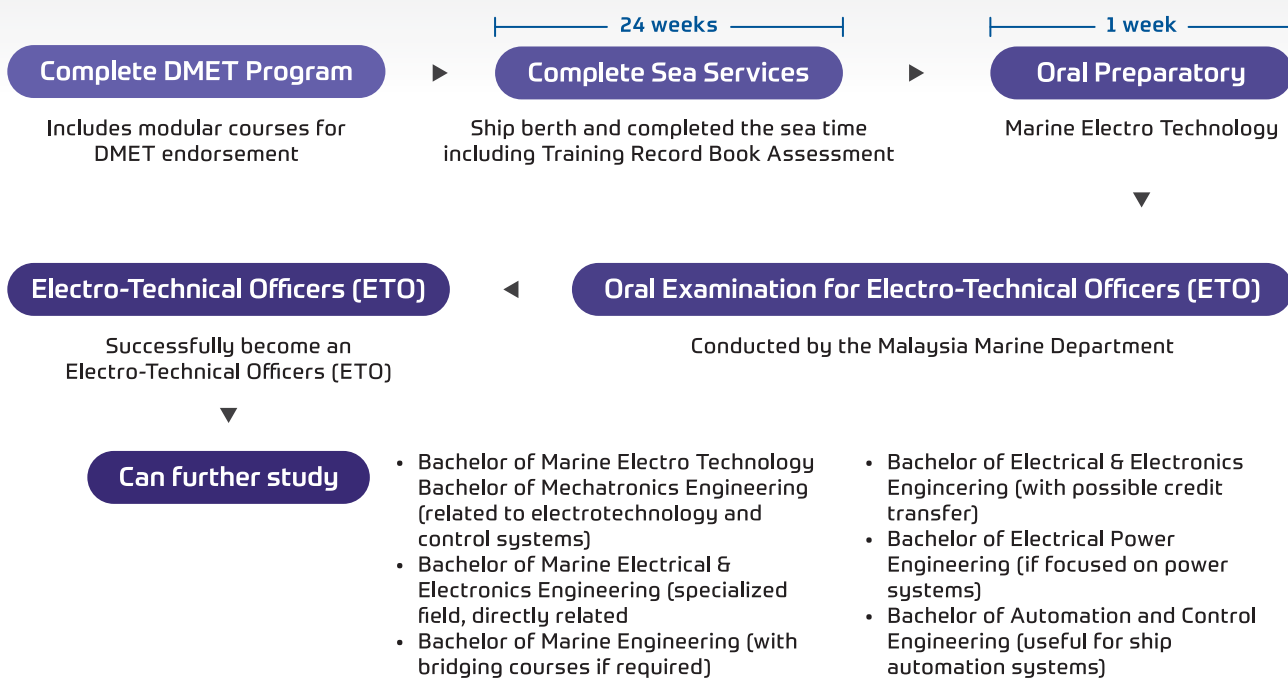 24 weeks
1 week
Complete DMET Program
Complete Sea Services
Oral Preparatory
Includes modular courses for
DMET endorsement
Ship berth and completed the sea time
including Training Record Book Assessment
Marine Electro Technology
Electro-Technical Officers (ETO)
Oral Examination for Electro-Technical Officers (ETO)
Successfully become an
Electro-Technical Officers (ETO)
Conducted by the Malaysia Marine Department
Can further study
• Bachelor of Marine Electro Technology
Bachelor of Mechatronics Engineering
(related to electrotechnology and
control systems)
• Bachelor of Marine Electrical &
Electronics Engineering (specialized
field, directly related
• Bachelor of Marine Engineering (with
bridging courses if required)
• Bachelor of Electrical & Electronics
Engincering (with possible credit
transfer)
• Bachelor of Electrical Power
Engineering (if focused on power
systems)
• Bachelor of Automation and Control
Engineering (useful for ship
automation systems)